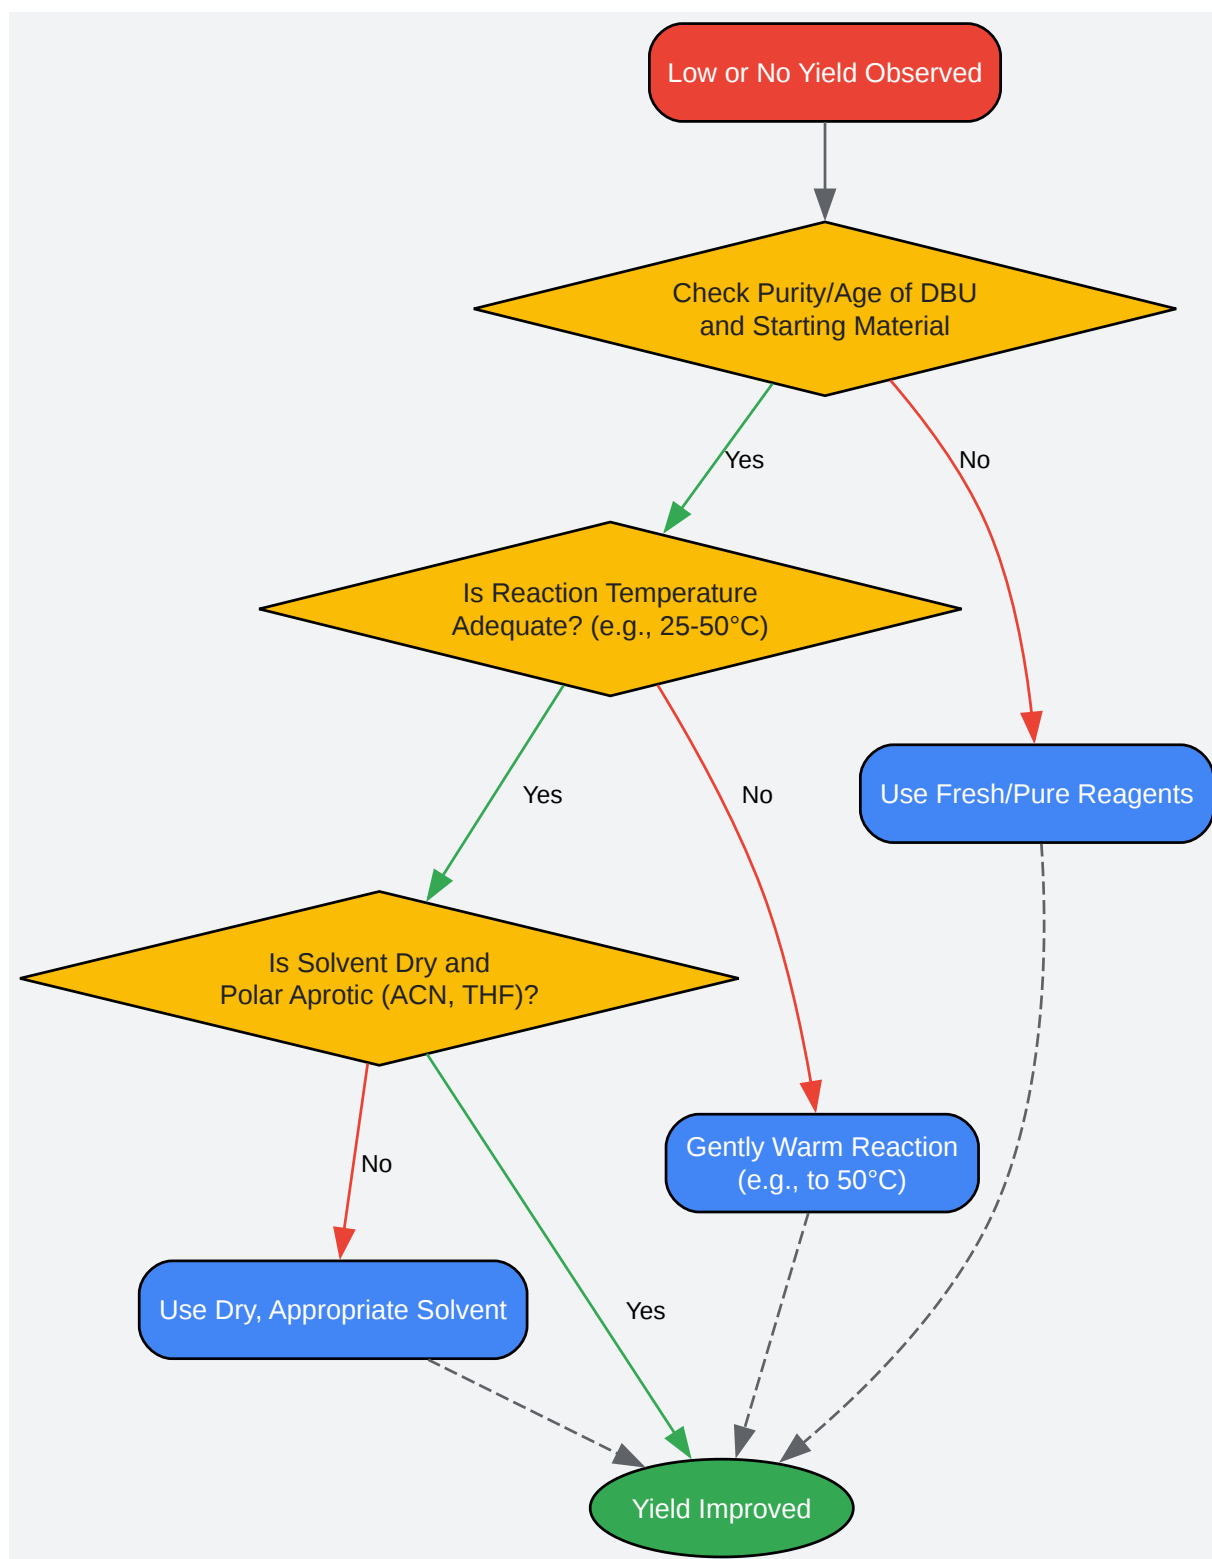 Low or No Yield Observed
Check Purity/Age of DBU
and Starting Material
Yes
No
Is Reaction Temperature
Adequate? (e.g., 25-50°C)
Use Fresh/Pure Reagents
Yes
No
Is Solvent Dry and
Polar Aprotic (ACN, THF)?
Gently Warm Reaction
(e.g., to 50°C)
No
Use Dry, Appropriate Solvent
Yes
Yield Improved